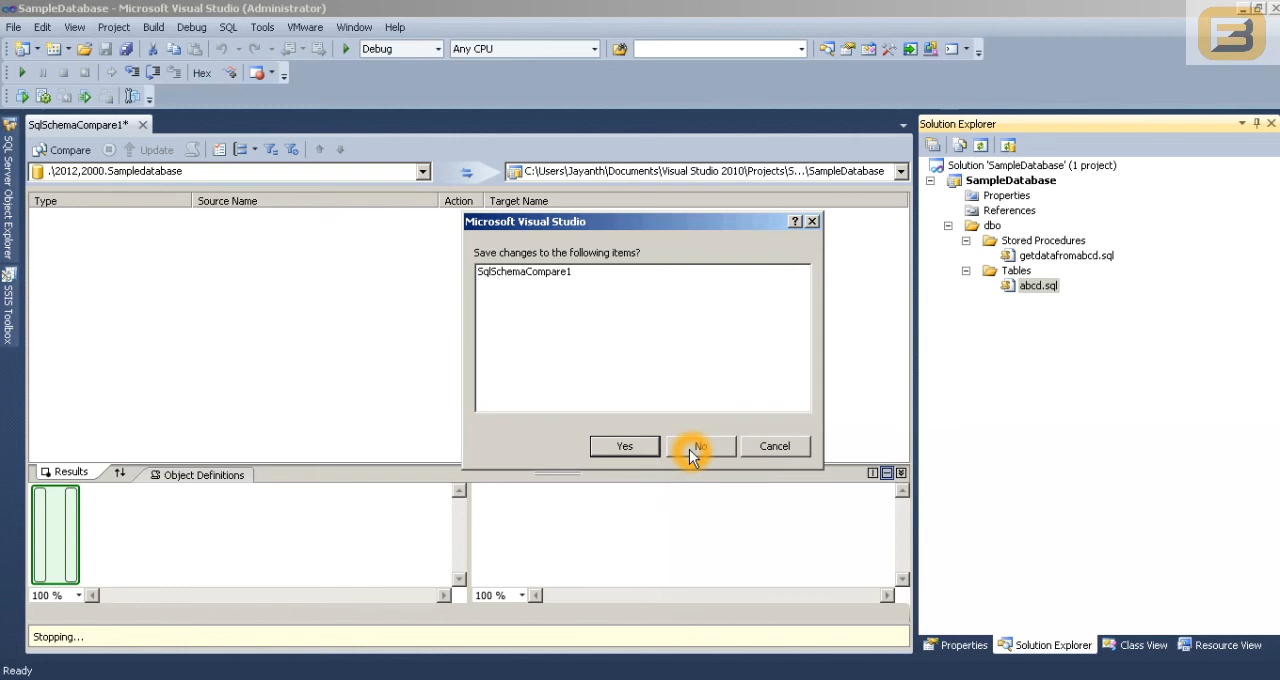 SampleDatabase - Microsoft Visual Studio (Administrator)
File Edit View Project Build Debug SQL Tools VMware Window Help
Debug Any CPU
Hex
SqlSchemaCompare1*
Compare Update
.\2012,2000.Sampledatabase
C:\Users\Jayanth\Documents\Visual Studio 2010\Projects\S...\SampleDatabase
Type Source Name Action Target Name
Microsoft Visual Studio
Save changes to the following items?
SqlSchemaCompare1
Yes No Cancel
Results Object Definitions
100 % 100 %
Stopping...
Ready
SQL Server Object Explorer
SSIS Toolbox
Solution Explorer
Solution 'SampleDatabase' (1 project)
SampleDatabase
Properties
References
dbo
Stored Procedures
getdatafromabcd.sql
Tables
abcd.sql
Properties Solution Explorer Class View Resource View